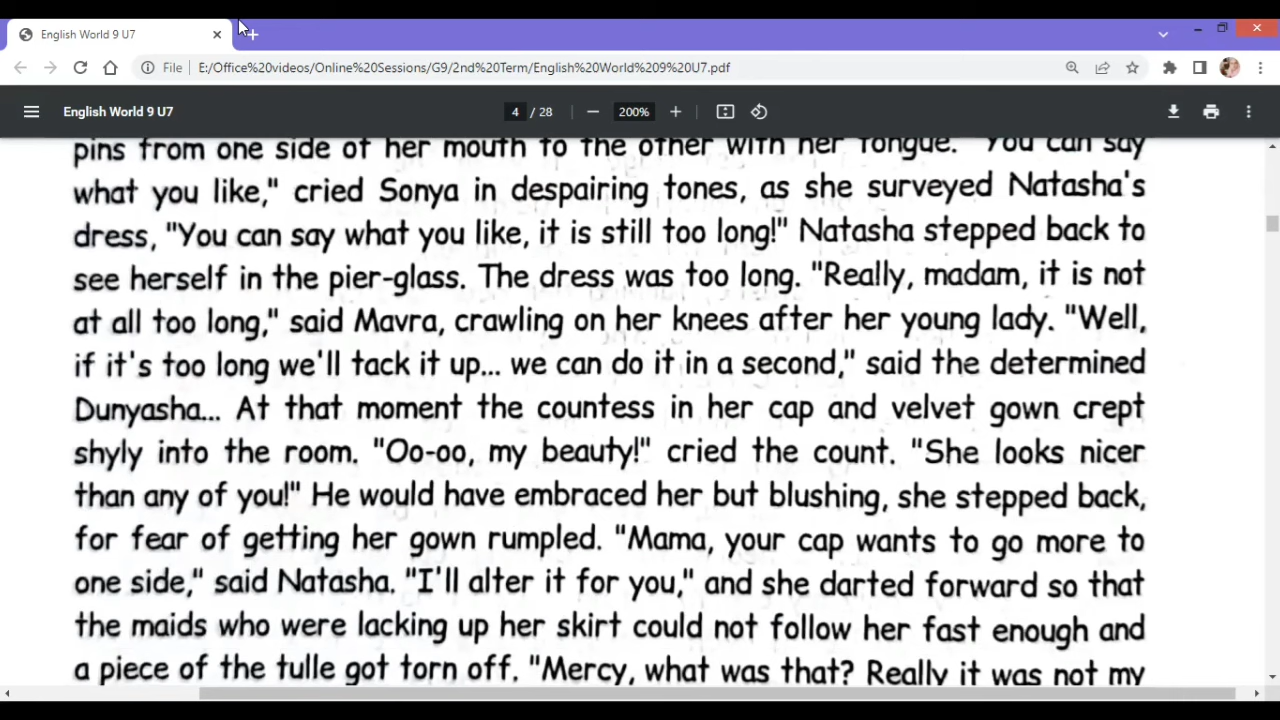 English World 9 U7
File E:/Office%20videos/Online%20Sessions/G9/2nd%20Term/English%20World%209%20U7.pdf
English World 9 U7 4 / 28 200%
pins from one side of her mouth to the other with her tongue. "You can say
what you like," cried Sonya in despairing tones, as she surveyed Natasha's
dress, "You can say what you like, it is still too long!" Natasha stepped back to
see herself in the pier-glass. The dress was too long. "Really, madam, it is not
at all too long," said Mavra, crawling on her knees after her young lady. "Well,
if it's too long we'll tack it up... we can do it in a second," said the determined
Dunyasha... At that moment the countess in her cap and velvet gown crept
shyly into the room. "Oo-oo, my beauty!" cried the count. "She looks nicer
than any of you!" He would have embraced her but blushing, she stepped back,
for fear of getting her gown rumpled. "Mama, your cap wants to go more to
one side," said Natasha. "I'll alter it for you," and she darted forward so that
the maids who were lacking up her skirt could not follow her fast enough and
a piece of the tulle got torn off. "Mercy, what was that? Really it was not my